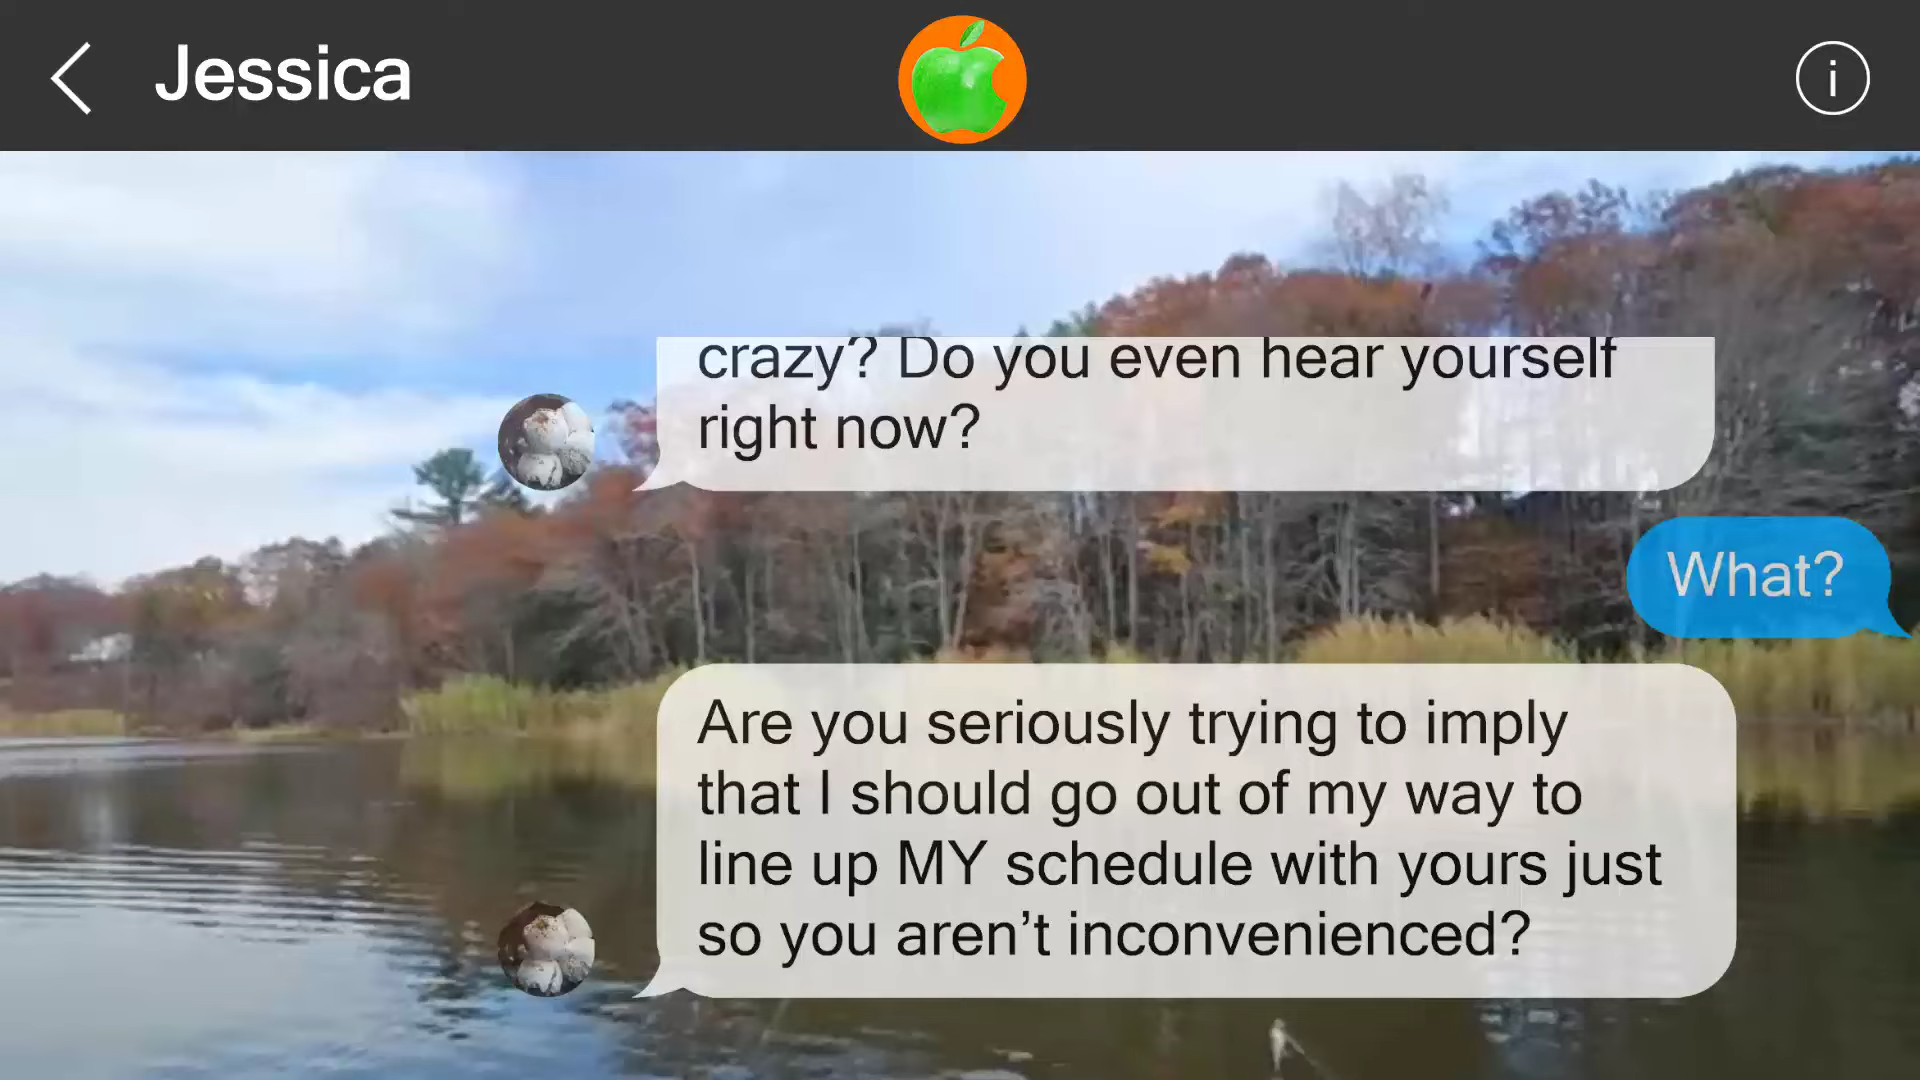 Jessica
crazy? Do you even hear yourself
right now?
What?
Are you seriously trying to imply
that I should go out of my way to
line up MY schedule with yours just
so you aren’t inconvenienced?